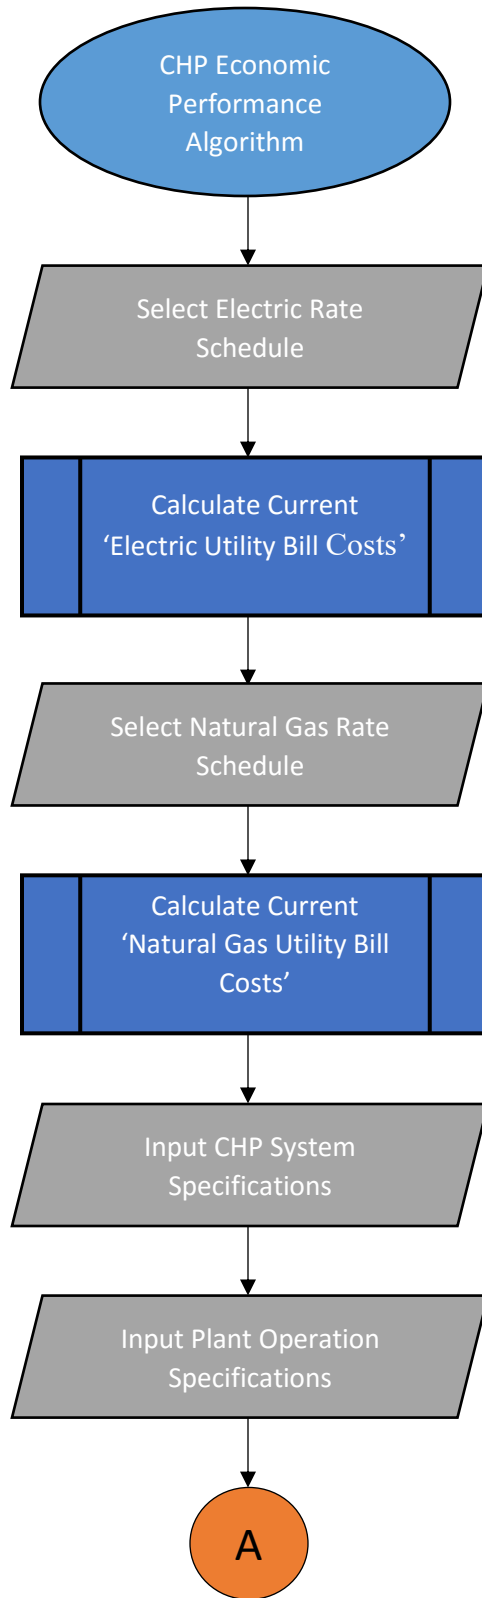 CHP Economic
Performance
Algorithm
Select Electric Rate
Schedule
Calculate Current
‘Electric Utility Bill Costs’
Select Natural Gas Rate
Schedule
Calculate Current
‘Natural Gas Utility Bill
Costs’
Input CHP System
Specifications
Input Plant Operation
Specifications
A